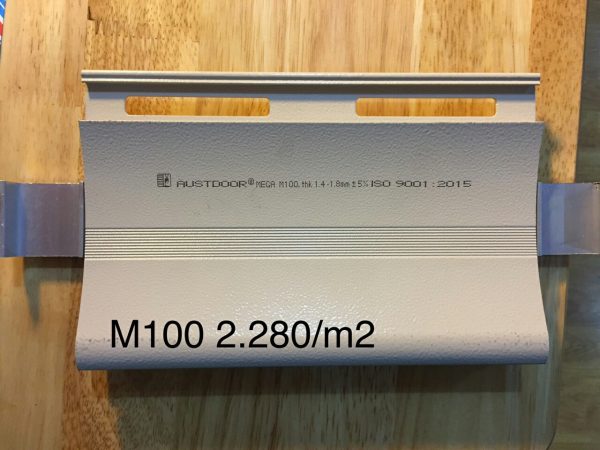 AUSTDOOR® MEGA M100.thk 1.4-1.8mm ±5% ISO 9001:2015
M100 2.280/m2